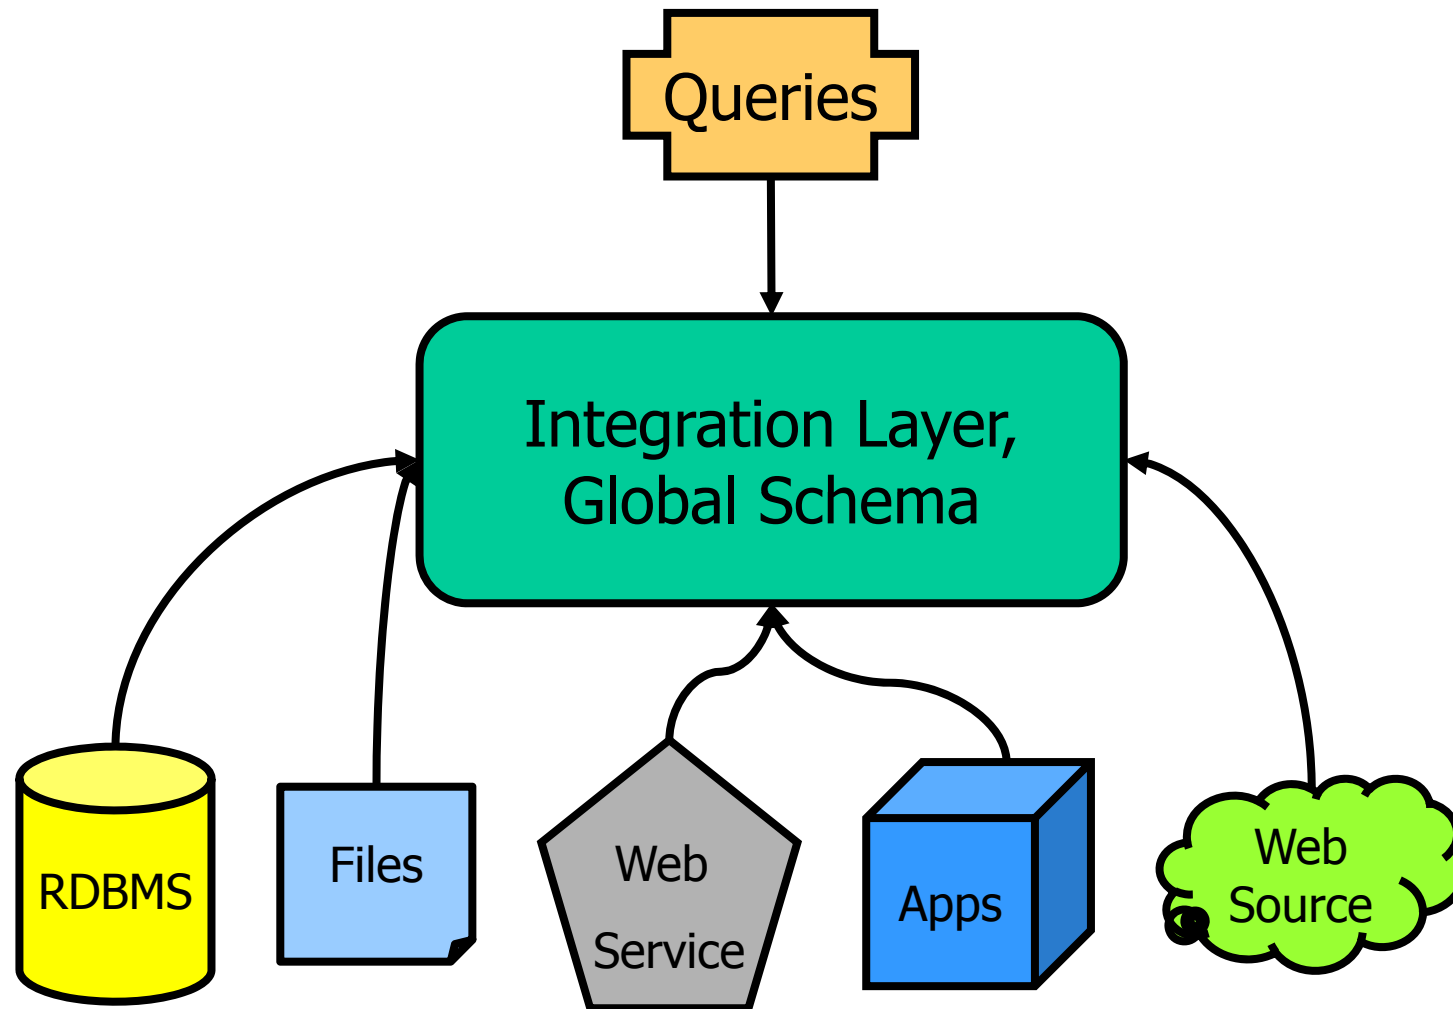 Queries
Integration Layer,
Global Schema
RDBMS
Files
Web
Service
Apps
Web
Source